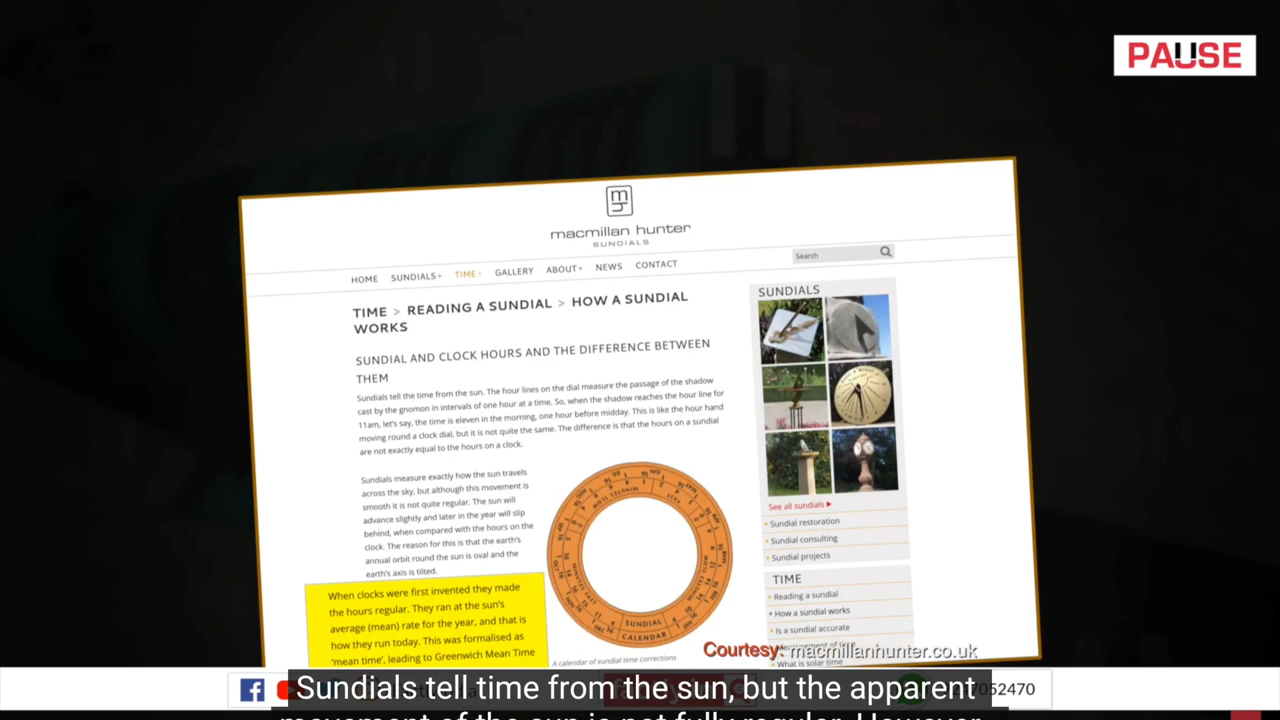 PAUSE
macmillan hunter
SUNDIALS
HOME SUNDIALS+ TIME+ GALLERY ABOUT+ NEWS CONTACT
Search
TIME > READING A SUNDIAL > HOW A SUNDIAL
WORKS
SUNDIAL AND CLOCK HOURS AND THE DIFFERENCE BETWEEN
THEM
Sundials tell the time from the sun. The hour lines on the dial measure the passage of the shadow
cast by the gnomon in intervals of one hour at a time. So, when the shadow reaches the hour line for
11am, let's say, the time is eleven in the morning, one hour before midday. This is like the hour hand
moving round a clock dial, but it is not quite the same. The difference is that the hours on a sundial
are not exactly equal to the hours on a clock.
Sundials measure exactly how the sun travels
across the sky, but although this movement is
smooth it is not quite regular. The sun will
advance slightly and later in the year will slip
behind, when compared with the hours on the
clock. The reason for this is that the earth's
annual orbit round the sun is oval and the
earth's axis is tilted.
When clocks were first invented they made
the hours regular. They ran at the sun's
average (mean) rate for the year, and that is
how they run today. This was formalised as
'mean time', leading to Greenwich Mean Time
SUNDIAL
CALENDAR
A calendar of sundial time corrections
SUNDIALS
See all sundials
Sundial restoration
Sundial consulting
Sundial projects
TIME
Reading a sundial
How a sundial works
Is a sundial accurate
What is solar time
Courtesy: macmillanhunter.co.uk
7052470
Sundials tell time from the sun, but the apparent
movement of the sun is not fully regular. However,